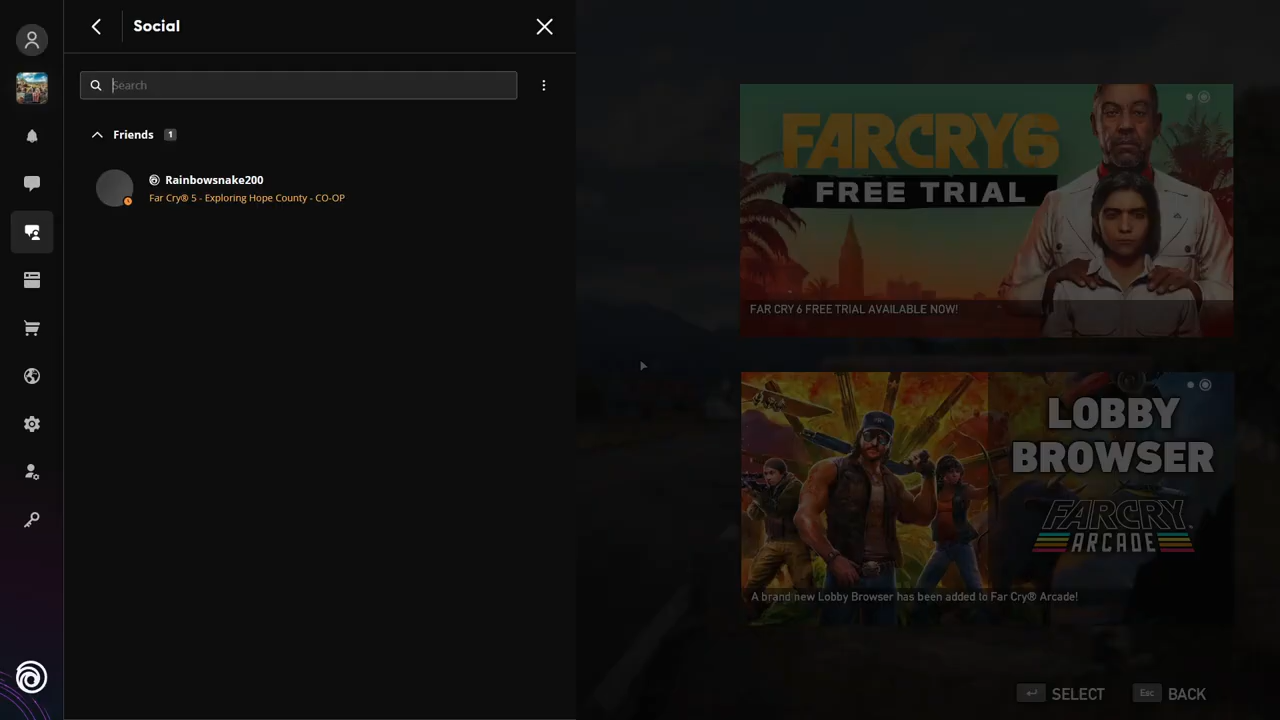 Social
Search
Friends 1
Rainbowsnake200
Far Cry® 5 - Exploring Hope County - CO-OP
FARCRY6
FREE TRIAL
FAR CRY 6 FREE TRIAL AVAILABLE NOW!
LOBBY
BROWSER
FARCRY
ARCADE
A brand new Lobby Browser has been added to Far Cry® Arcade!
SELECT Esc BACK